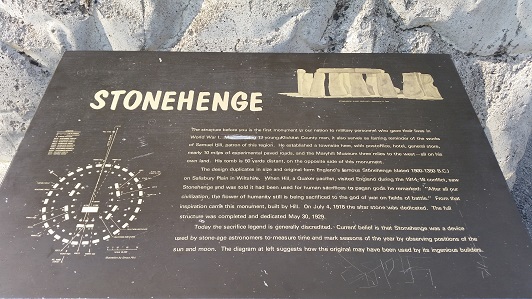 STONEHENGE
The structure before you is the first monument in our nation to military personnel who gave their lives in
World War I. young Klickitat County men, it also serves as lasting reminder of the works
of Samuel Hill, patron of this region. He established a townsite here, with postoffice, hotel, general store,
nearly 10 miles of experimental paved roads, and the Maryhill Museum three miles to the west - all on his
own land. His tomb is 50 yards distant, on the opposite side of this monument.
The design duplicates in size and original form England's famous Stonehenge (dated 1900-1350 B.C.)
on Salisbury Plain in Wiltshire. When Hill, a Quaker pacifist, visited England during the 1914-18 conflict, saw
Stonehenge and was told it had been used for human sacrifices to pagan gods he remarked: "After all our
civilization, the flower of humanity still is being sacrificed to the god of war on fields of battle." From that
inspiration came this monument, built by Hill. On July 4, 1918 the altar stone was dedicated. The full
structure was completed and dedicated May 30, 1929.
Today the sacrifice legend is generally discredited. Current belief is that Stonehenge was a device
used by stone-age astronomers to measure time and mark seasons of the year by observing positions of the
sun and moon. The diagram at left suggests how the original may have been used by its ingenious builders.